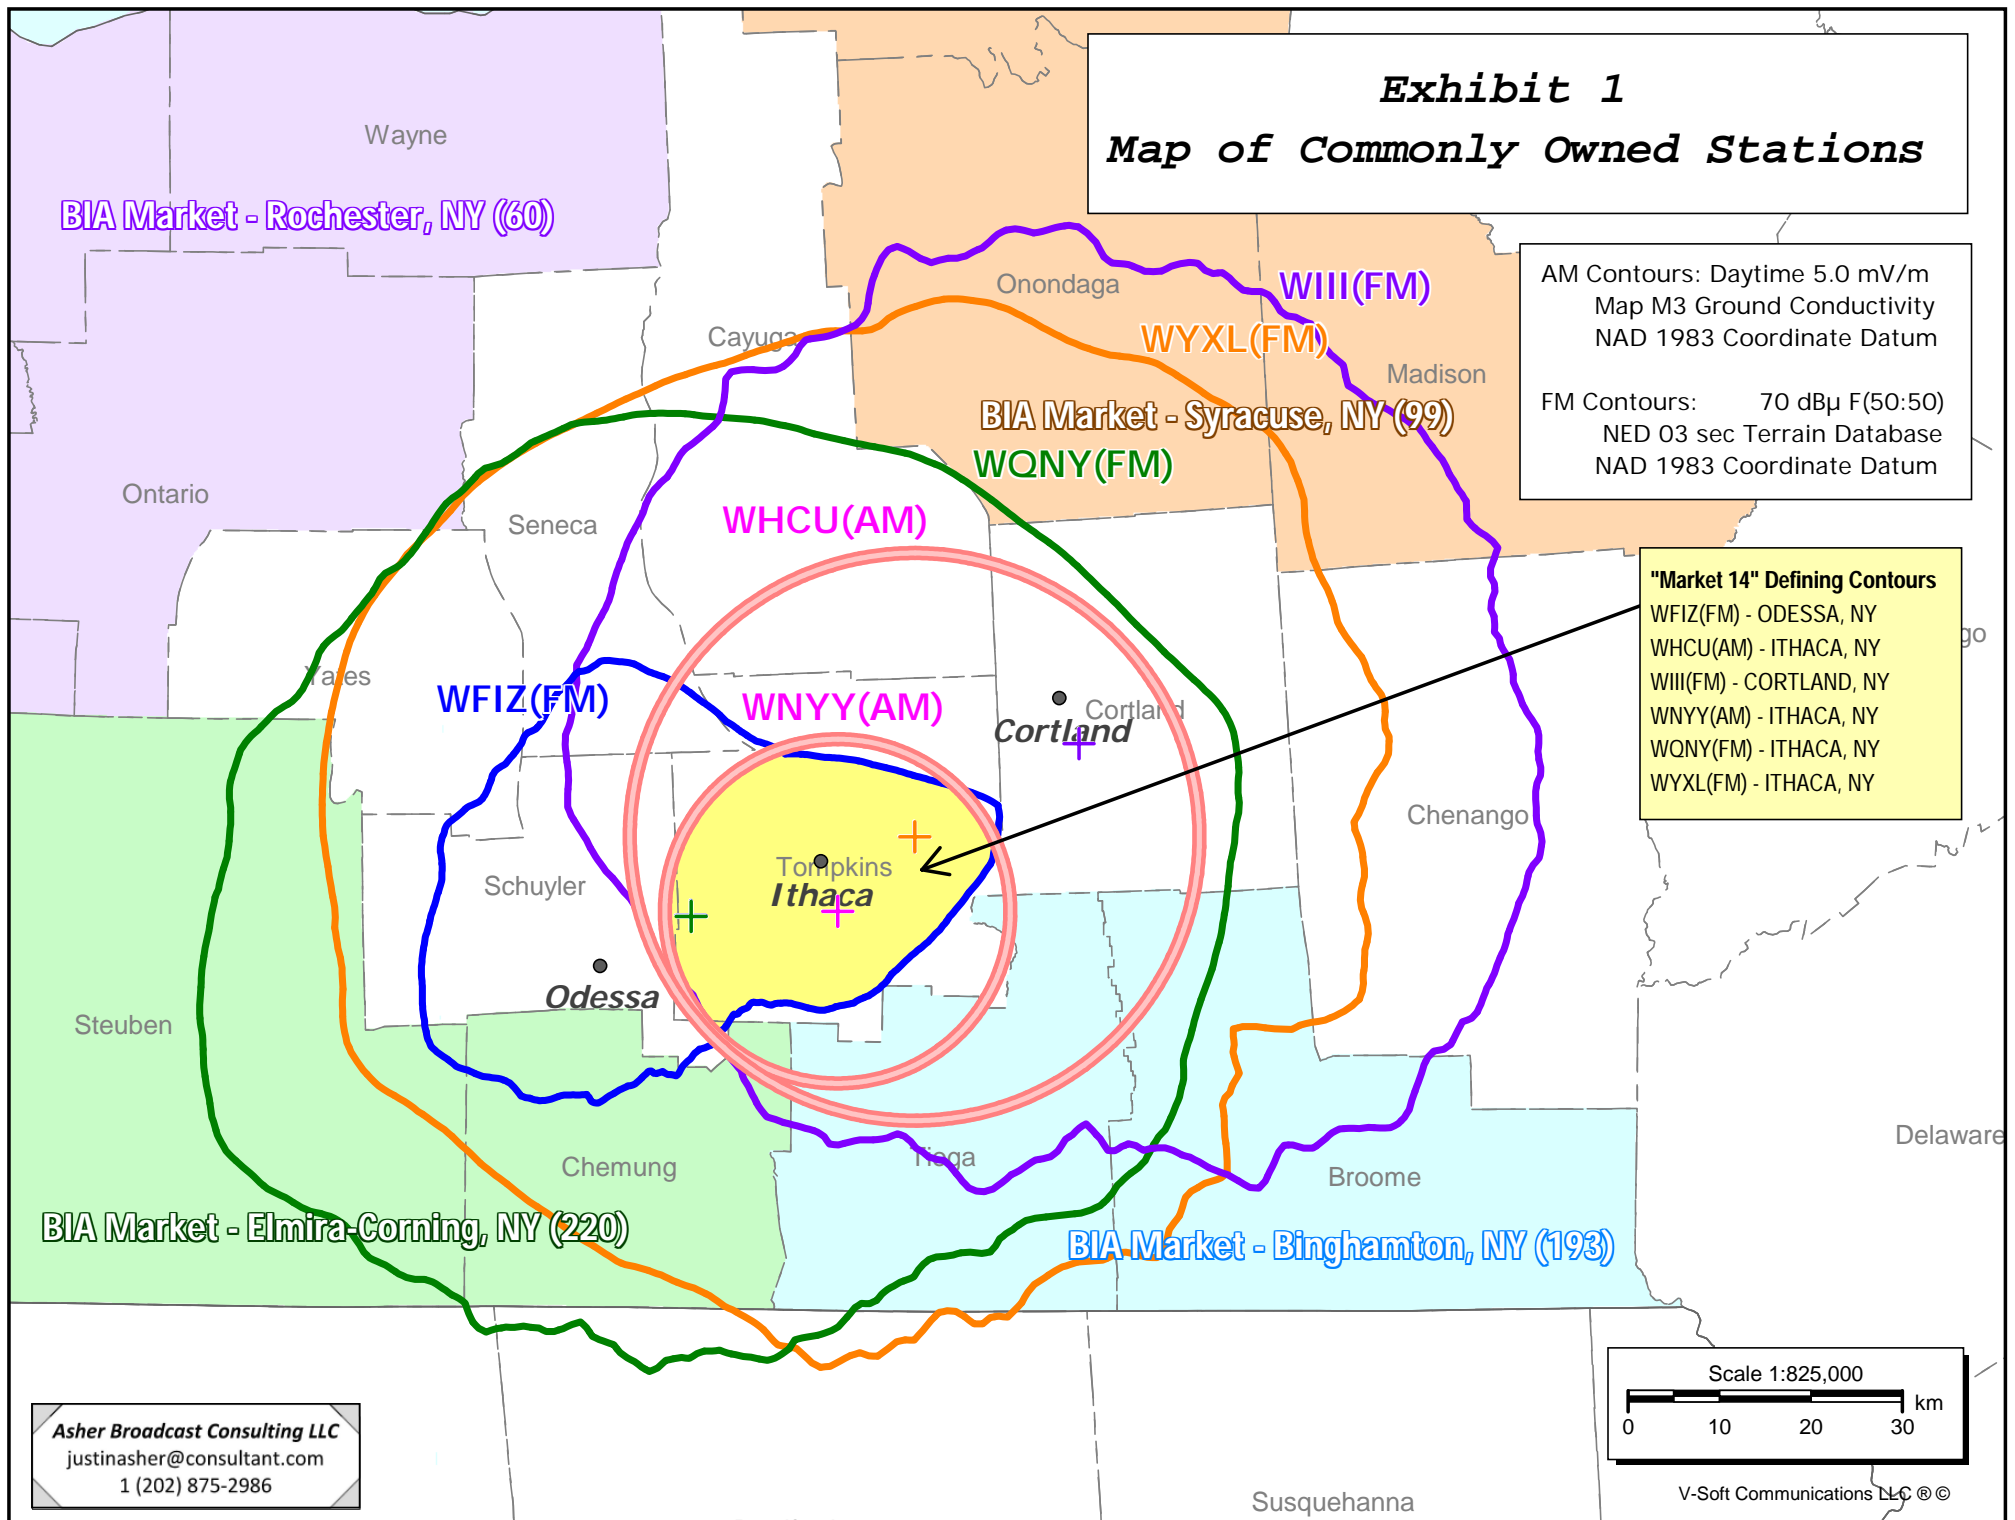 Exhibit 1
Map of Commonly Owned Stations
Wayne
BIA Market - Rochester, NY (60)
AM Contours: Daytime 5.0 mV/m
Map M3 Ground Conductivity
NAD 1983 Coordinate Datum
FM Contours: 70 dBµ F(50:50)
NED 03 sec Terrain Database
NAD 1983 Coordinate Datum
Onondaga
WIII(FM)
Cayuga
WYXL(FM)
Madison
BIA Market - Syracuse, NY (99)
WQNY(FM)
Ontario
Seneca
WHCU(AM)
"Market 14" Defining Contours
WFIZ(FM) - ODESSA, NY
WHCU(AM) - ITHACA, NY
WIII(FM) - CORTLAND, NY
WNYY(AM) - ITHACA, NY
WQNY(FM) - ITHACA, NY
WYXL(FM) - ITHACA, NY
go
Yates
WFIZ(FM)
WNYY(AM)
Cortland
Cortland
Chenango
Tompkins
Ithaca
Schuyler
Odessa
Steuben
Delaware
Tioga
Chemung
Broome
BIA Market - Elmira-Corning, NY (220)
BIA Market - Binghamton, NY (193)
Scale 1:825,000
km
0 10 20 30
Asher Broadcast Consulting LLC
justinasher@consultant.com
1 (202) 875-2986
V-Soft Communications LLC ® ©
Susquehanna